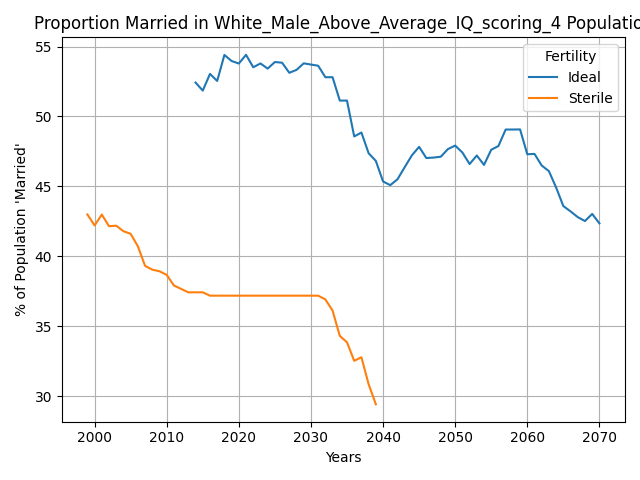 Proportion Married in White_Male_Above_Average_IQ_scoring_4 Populatio
Fertility
Ideal
Sterile
% of Population 'Married'
55
50
45
40
35
30
2000 2010 2020 2030 2040 2050 2060 2070
Years